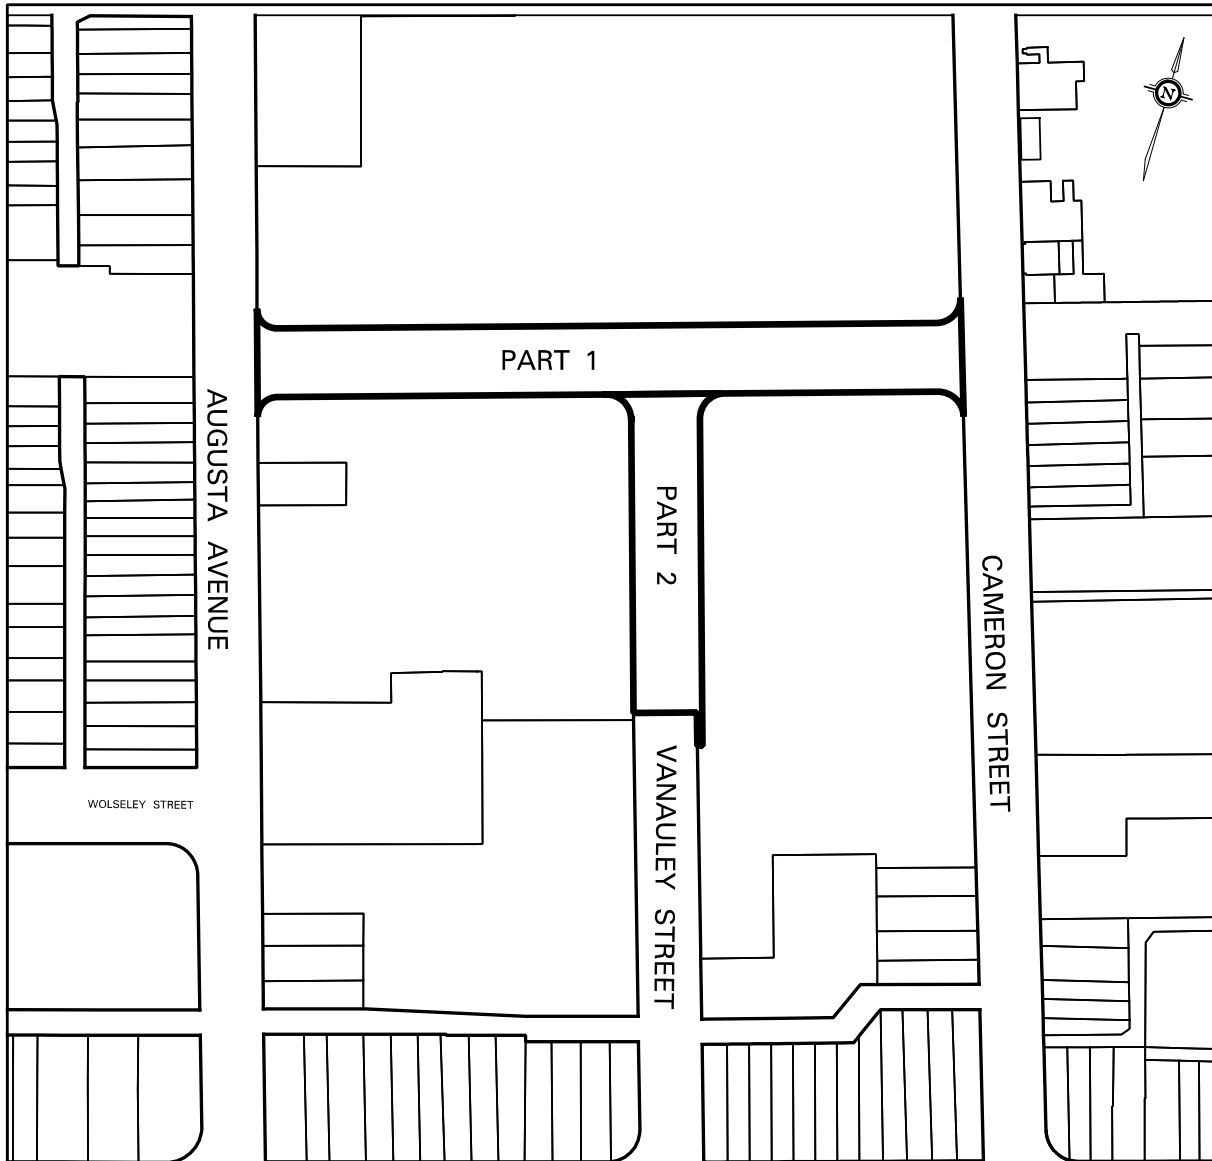 N
PART 1
AUGUSTA AVENUE
PART 2
CAMERON STREET
VANAULEY STREET
WOLSELEY STREET